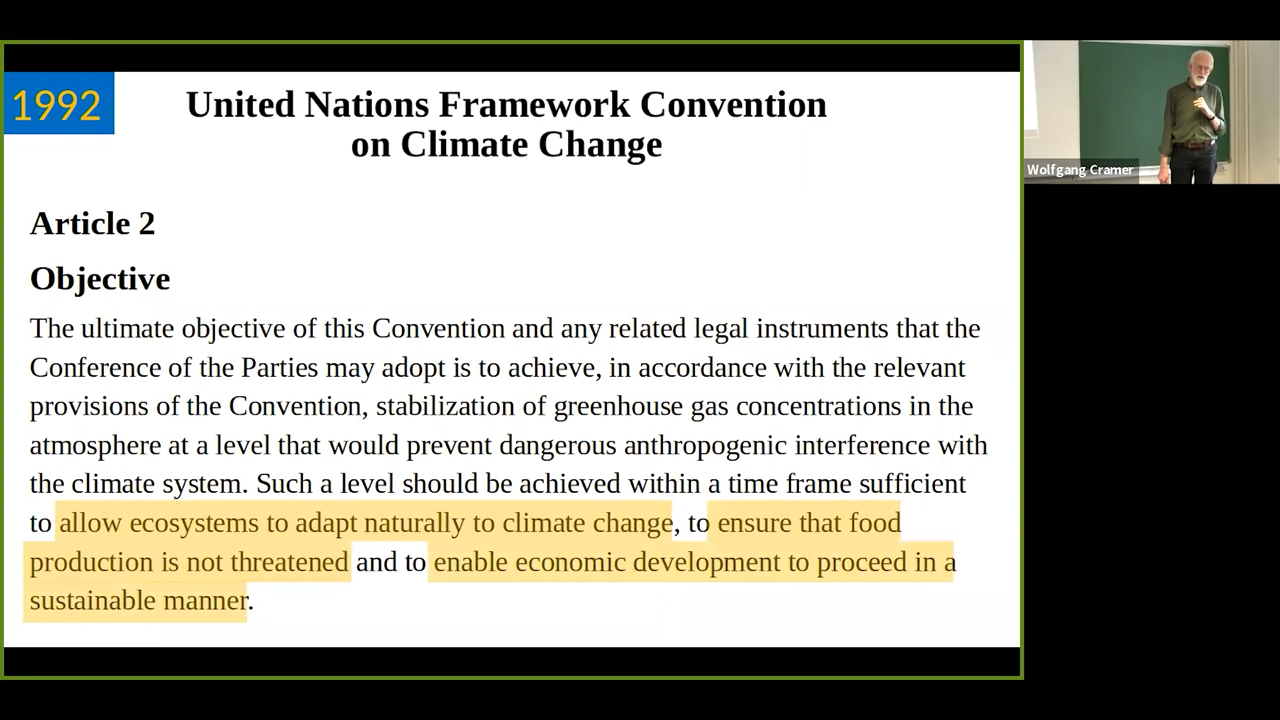 1992
United Nations Framework Convention
on Climate Change
Wolfgang Cramer
Article 2
Objective
The ultimate objective of this Convention and any related legal instruments that the
Conference of the Parties may adopt is to achieve, in accordance with the relevant
provisions of the Convention, stabilization of greenhouse gas concentrations in the
atmosphere at a level that would prevent dangerous anthropogenic interference with
the climate system. Such a level should be achieved within a time frame sufficient
to allow ecosystems to adapt naturally to climate change, to ensure that food
production is not threatened and to enable economic development to proceed in a
sustainable manner.